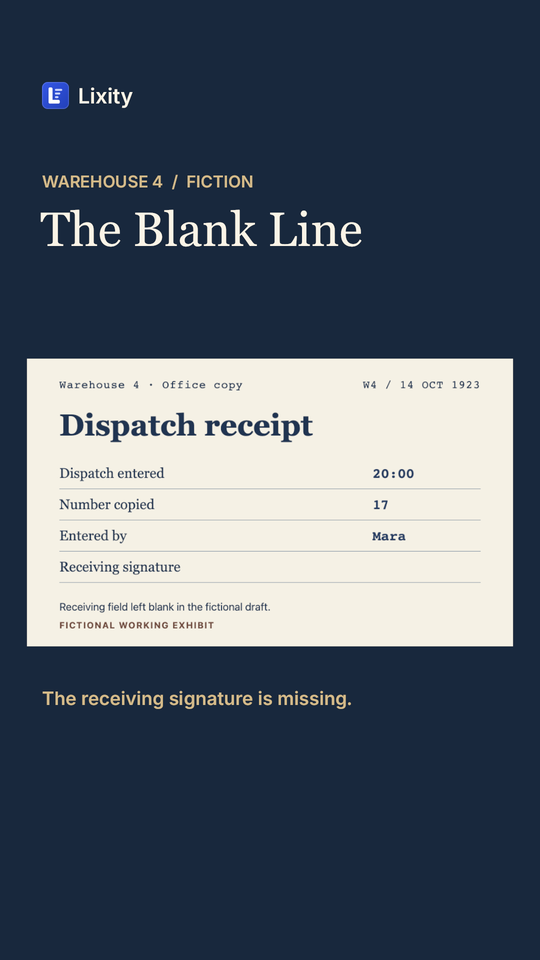 Lixity
WAREHOUSE 4 / FICTION
The Blank Line
Warehouse 4 · Office copy
W4 / 14 OCT 1923
Dispatch receipt
Dispatch entered 20:00
Number copied 17
Entered by Mara
Receiving signature
Receiving field left blank in the fictional draft.
FICTIONAL WORKING EXHIBIT
The receiving signature is missing.